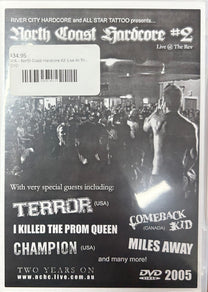 RIVER CITY HARDCORE and ALL STAR TATTOO presents...
North Coast Hardcore #2
Live @ The Rev
$34.95
With very special guests including:
TERROR (USA)
COMEBACK KID
(CANADA)
I KILLED THE PROM QUEEN
CHAMPION (USA)
MILES AWAY
and many more!
TWO YEARS ON
www.nchc.live.com.au
DVD 2005